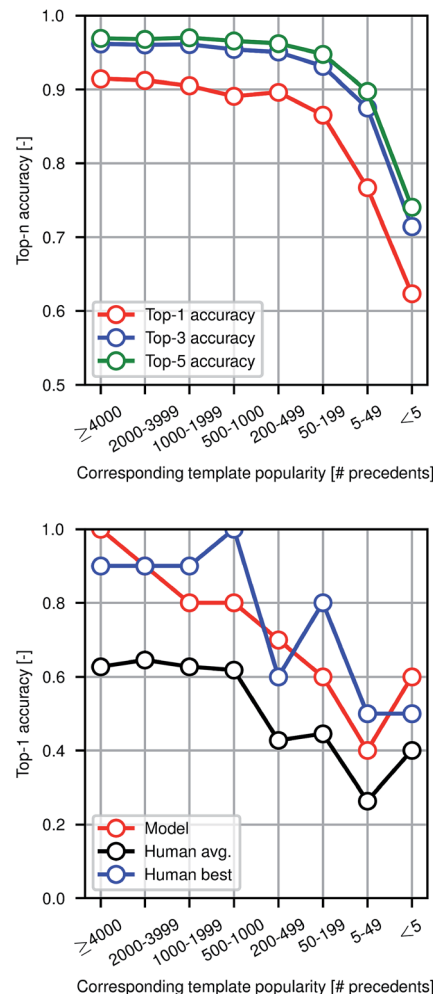 1.0
0.9
0.8
0.7
0.6
0.5
Top-n accuracy [-]
Top-1 accuracy
Top-3 accuracy
Top-5 accuracy
≥4000
2000-3999
1000-1999
500-1000
200-499
50-199
5-49
<5
Corresponding template popularity [# precedents]
1.0
0.8
0.6
0.4
0.2
0.0
Top-1 accuracy [-]
Model
Human avg.
Human best
≥4000
2000-3999
1000-1999
500-1000
200-499
50-199
5-49
<5
Corresponding template popularity [# precedents]